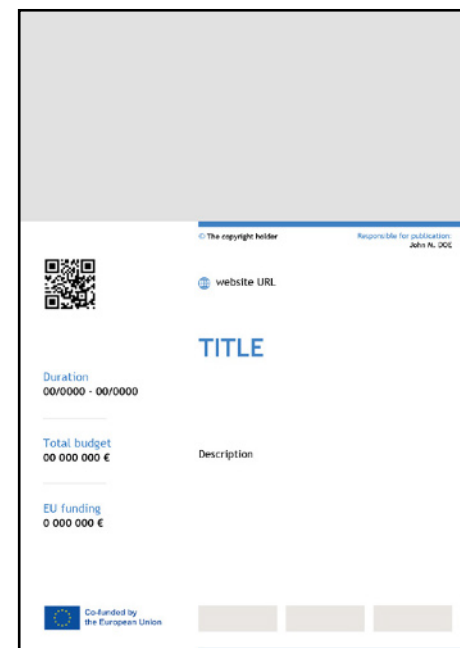 © The copyright holder
Responsible for publication:
John N. DOE
website URL
TITLE
Duration
00/0000 - 00/0000
Total budget
00 000 000 €
Description
EU funding
0 000 000 €
Co-funded by
the European Union